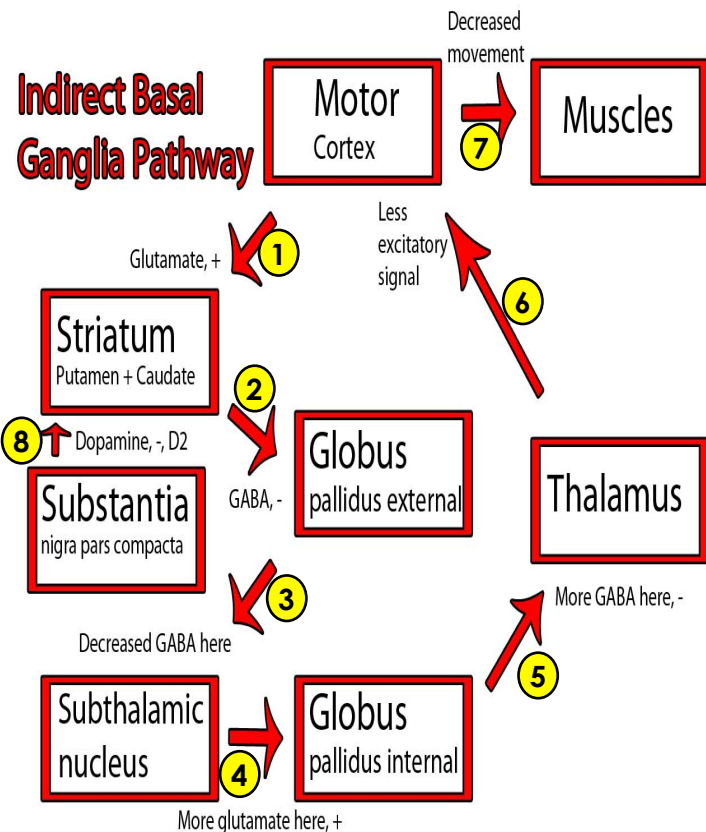 Indirect Basal
Ganglia Pathway
Motor
Cortex
Decreased
movement
7
Muscles
Glutamate, +
1
Less
excitatory
signal
6
Striatum
Putamen + Caudate
2
8
Dopamine, -, D2
GABA, -
Globus
pallidus external
Substantia
nigra pars compacta
Thalamus
3
Decreased GABA here
More GABA here, -
5
Subthalamic
nucleus
4
More glutamate here, +
Globus
pallidus internal